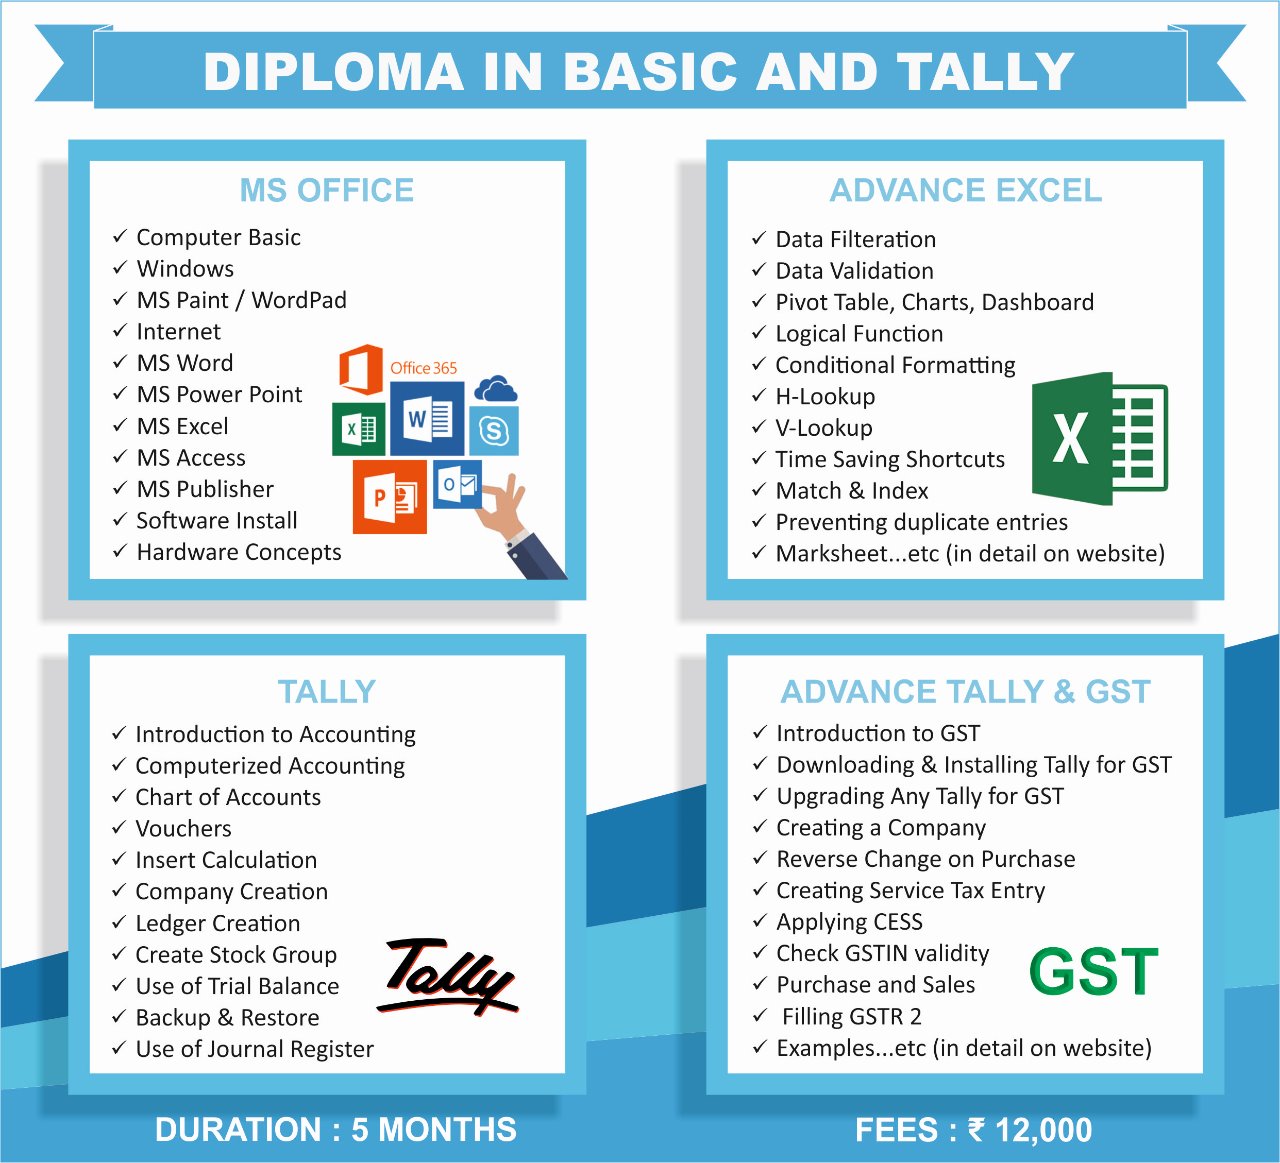 DIPLOMA IN BASIC AND TALLY
MS OFFICE
✓ Computer Basic
✓ Windows
✓ MS Paint / WordPad
✓ Internet
✓ MS Word
✓ MS Power Point
✓ MS Excel
✓ MS Access
✓ MS Publisher
✓ Software Install
✓ Hardware Concepts
Office 365
W
X
S
P
O
ADVANCE EXCEL
✓ Data Filteration
✓ Data Validation
✓ Pivot Table, Charts, Dashboard
✓ Logical Function
✓ Conditional Formatting
✓ H-Lookup
✓ V-Lookup
✓ Time Saving Shortcuts
✓ Match & Index
✓ Preventing duplicate entries
✓ Marksheet...etc (in detail on website)
X
TALLY
✓ Introduction to Accounting
✓ Computerized Accounting
✓ Chart of Accounts
✓ Vouchers
✓ Insert Calculation
✓ Company Creation
✓ Ledger Creation
✓ Create Stock Group
✓ Use of Trial Balance
✓ Backup & Restore
✓ Use of Journal Register
Tally
ADVANCE TALLY & GST
✓ Introduction to GST
✓ Downloading & Installing Tally for GST
✓ Upgrading Any Tally for GST
✓ Creating a Company
✓ Reverse Change on Purchase
✓ Creating Service Tax Entry
✓ Applying CESS
✓ Check GSTIN validity
✓ Purchase and Sales
✓ Filling GSTR 2
✓ Examples...etc (in detail on website)
GST
DURATION : 5 MONTHS
FEES : ₹ 12,000